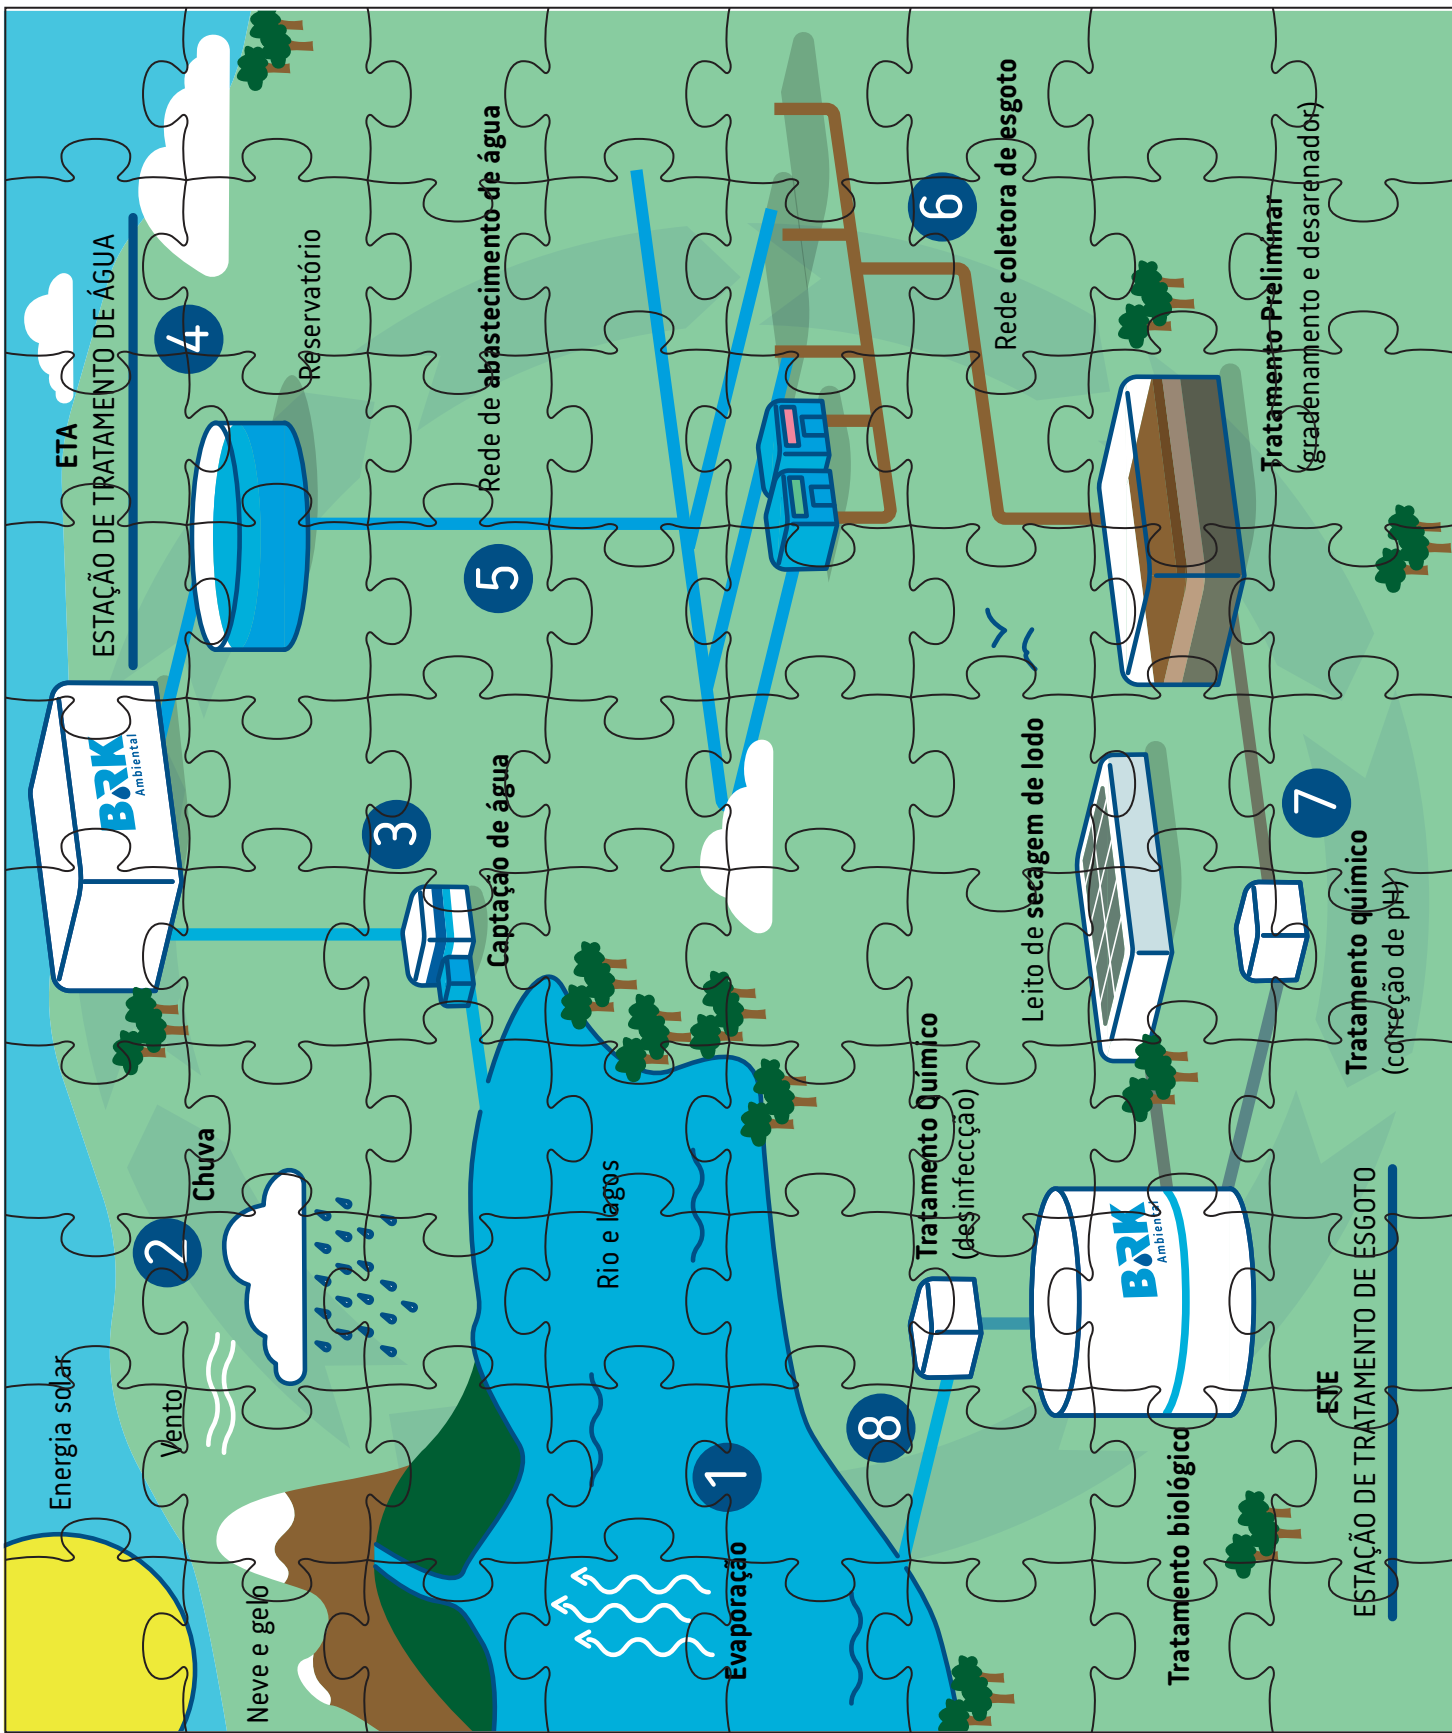 Energia solar
Neve e gelo
Vento
2
Chuva
BRK
Ambiental
ETA
ESTAÇÃO DE TRATAMENTO DE ÁGUA
4
Reservatório
3
Captação de água
5
Rede de abastecimento de água
Rio e lagos
1
Evaporação
6
Rede coletora de esgoto
8
Tratamento Químico
(desinfeccção)
Leito de secagem de lodo
Tratamento Preliminar
(gradenamento e desarenador)
7
Tratamento químico
(correção de pH)
BRK
Ambiental
Tratamento biológico
ETE
ESTAÇÃO DE TRATAMENTO DE ESGOTO